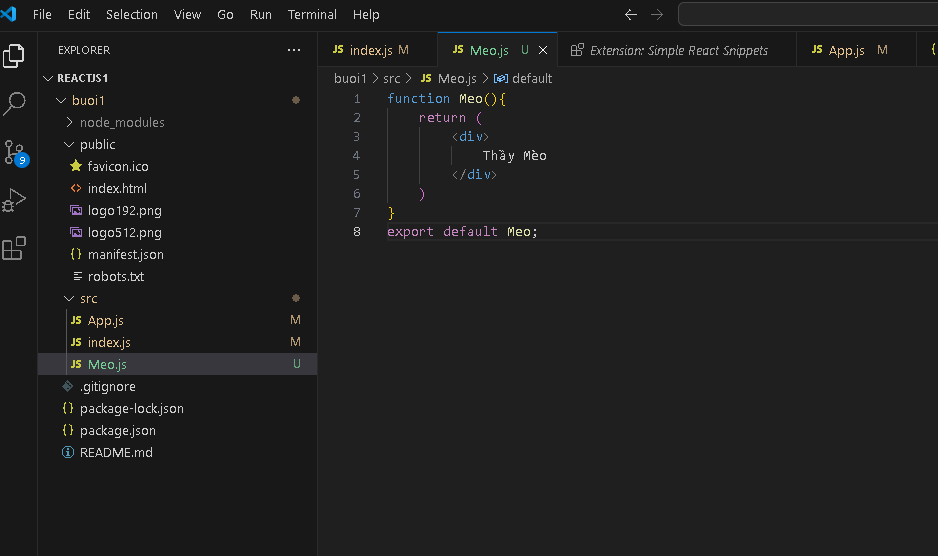 File Edit Selection View Go Run Terminal Help
EXPLORER ...
REACTJS1
buoi1
node_modules
public
favicon.ico
<> index.html
logo192.png
logo512.png
{} manifest.json
robots.txt
src
JS App.js M
JS index.js M
JS Meo.js U
.gitignore
{} package-lock.json
{} package.json
README.md
9
JS index.js M
JS Meo.js U ×
Extension: Simple React Snippets
JS App.js M
{
buoi1 > src > JS Meo.js > default
1 function Meo(){
2 return (
3 <div>
4 Thầy Mèo
5 </div>
6 )
7 }
8 export default Meo;